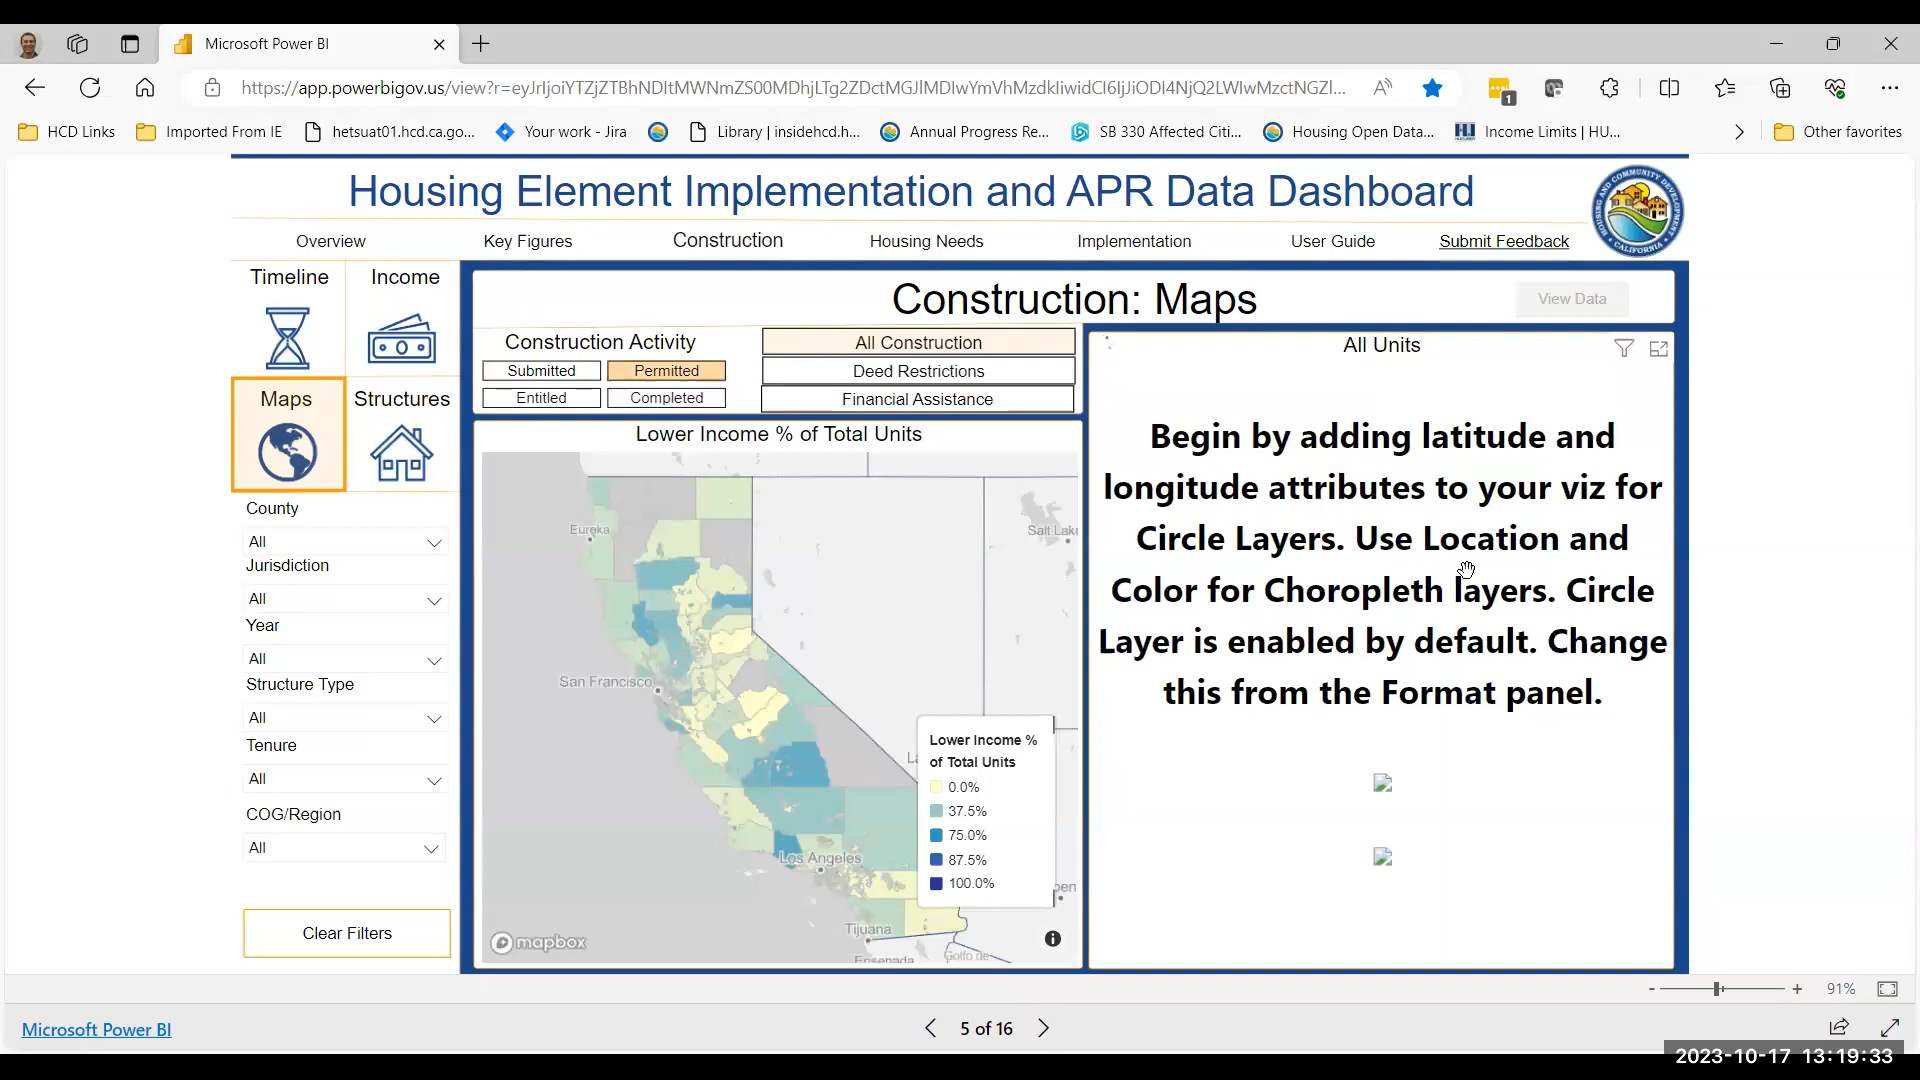 Microsoft Power BI
https://app.powerbigov.us/view?r=eyJrIjoiYTZjZTBhNDItMWNmZS00MDhjLTg2ZDctMGJlMDIwYmVhMzdkIiwidCI6IjJiODI4NjQ2LWIwMzctNGZl...
1
HCD Links
Imported From IE
hetsuat01.hcd.ca.go...
Your work - Jira
Library | insidehcd.h...
Annual Progress Re...
SB 330 Affected Citi...
Housing Open Data...
Income Limits | HU...
Other favorites
Housing Element Implementation and APR Data Dashboard
HOUSING AND COMMUNITY DEVELOPMENT
CALIFORNIA
Overview
Key Figures
Construction
Housing Needs
Implementation
User Guide
Submit Feedback
Timeline
Income
Maps
Structures
County
All
Jurisdiction
All
Year
All
Structure Type
All
Tenure
All
COG/Region
All
Clear Filters
Construction: Maps
View Data
Construction Activity
Submitted
Permitted
Entitled
Completed
All Construction
Deed Restrictions
Financial Assistance
Lower Income % of Total Units
Eureka
Salt Lake
San Francisco
Los Angeles
Tijuana
Ensenada
Golfo de
mapbox
Lower Income %
of Total Units
0.0%
37.5%
75.0%
87.5%
100.0%
All Units
Begin by adding latitude and
longitude attributes to your viz for
Circle Layers. Use Location and
Color for Choropleth layers. Circle
Layer is enabled by default. Change
this from the Format panel.
91%
Microsoft Power BI
5 of 16
2023-10-17 13:19:33